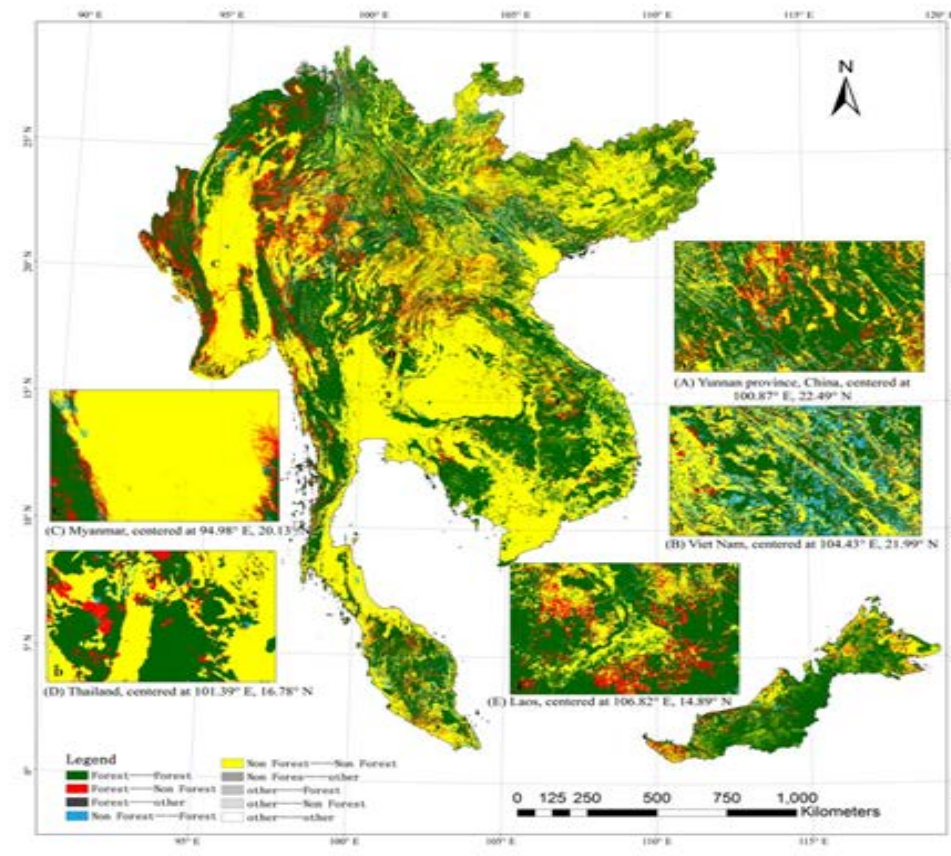 90° E 95° E 100° E 105° E 110° E 115° E 120° E
N
25° N
20° N
15° N
10° N
5° N
0°
(A) Yunnan province, China, centered at
100.87° E, 22.49° N
(B) Viet Nam, centered at 104.43° E, 21.99° N
(C) Myanmar, centered at 94.98° E, 20.13°
(D) Thailand, centered at 101.39° E, 16.78° N
(E) Laos, centered at 106.82° E, 14.89° N
Legend
Forest——Forest
Forest——Non Forest
Forest——other
Non Forest——Forest
Non Forest——Non Forest
Non Fores——other
other——Forest
other——Non Forest
other——other
0 125 250 500 750 1,000
Kilometers
95° E 100° E 105° E 110° E 115° E